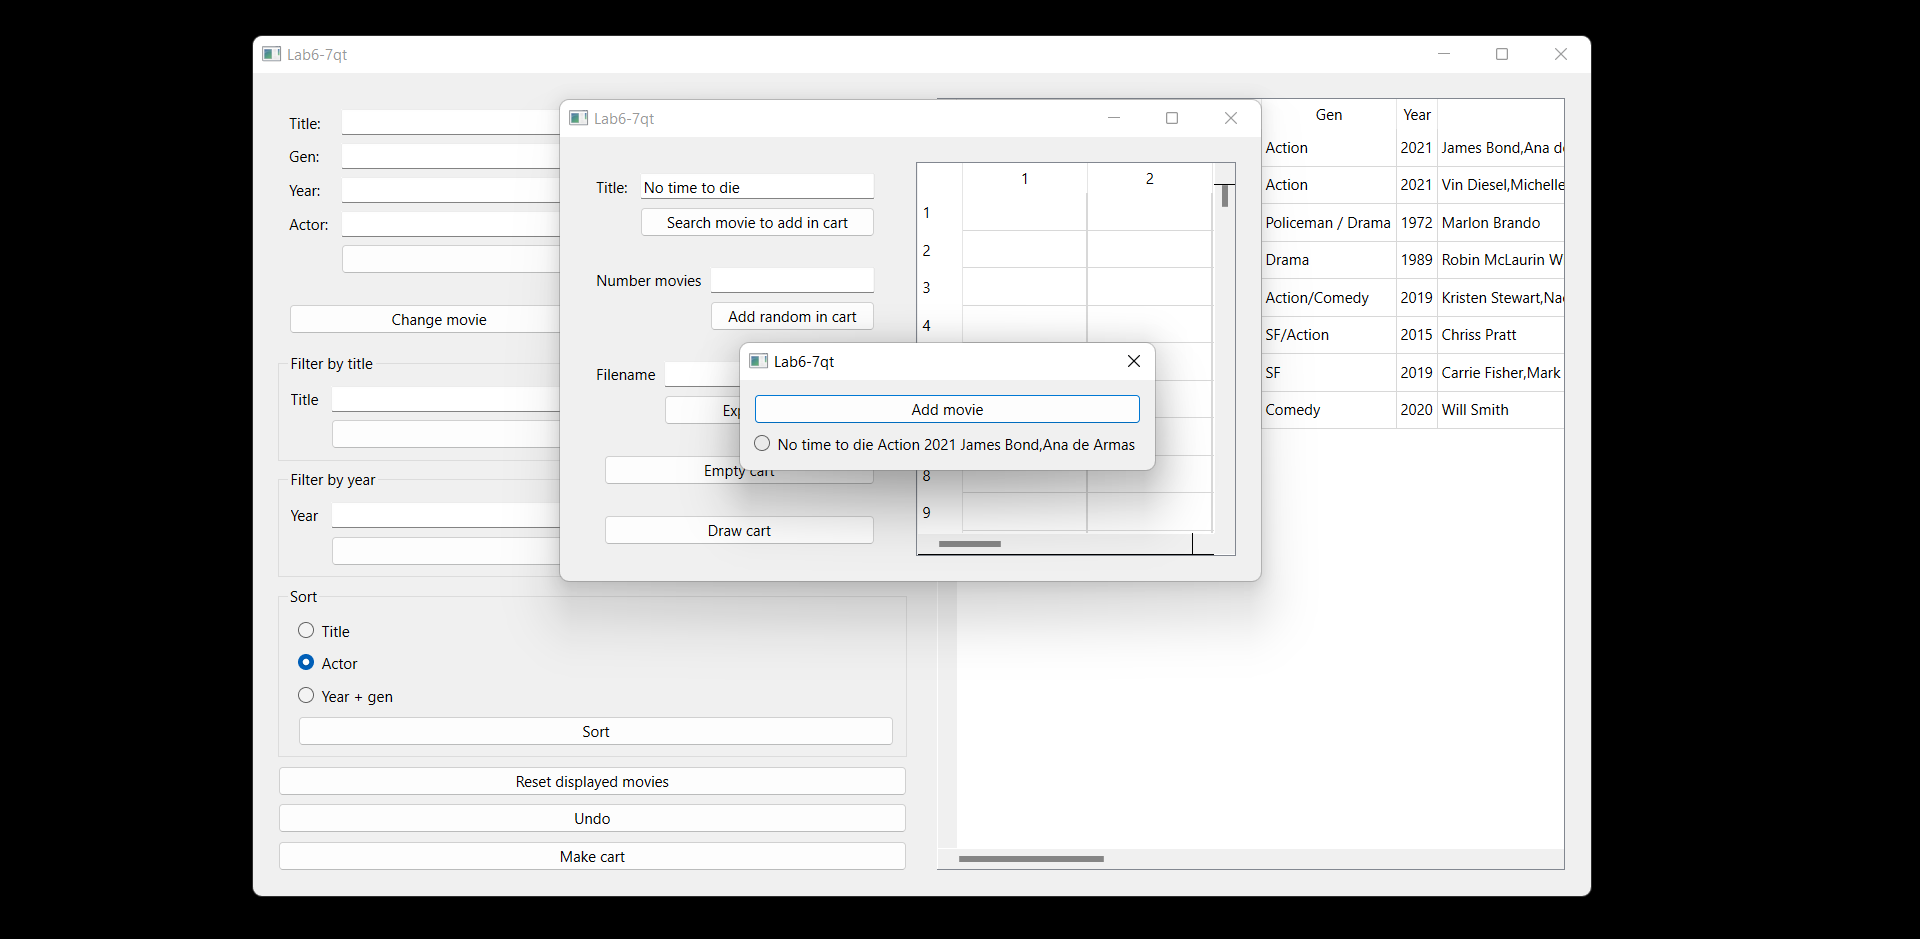 Lab6-7qt
Title:
Gen:
Year:
Actor:
Change movie
Filter by title
Title
Filter by year
Year
Sort
Title
Actor
Year + gen
Sort
Reset displayed movies
Undo
Make cart
Gen Year
Action 2021 James Bond,Ana
Action 2021 Vin Diesel,Michelle
Policeman / Drama 1972 Marlon Brando
Drama 1989 Robin McLaurin
Action/Comedy 2019 Kristen Stewart,
SF/Action 2015 Chriss Pratt
SF 2019 Carrie Fisher,Mark
Comedy 2020 Will Smith
Lab6-7qt
Title: No time to die
Search movie to add in cart
Number movies
Add random in cart
Filename
Empty cart
Draw cart
1 2
1
2
3
4
8
9
Lab6-7qt
Add movie
No time to die Action 2021 James Bond,Ana de Armas